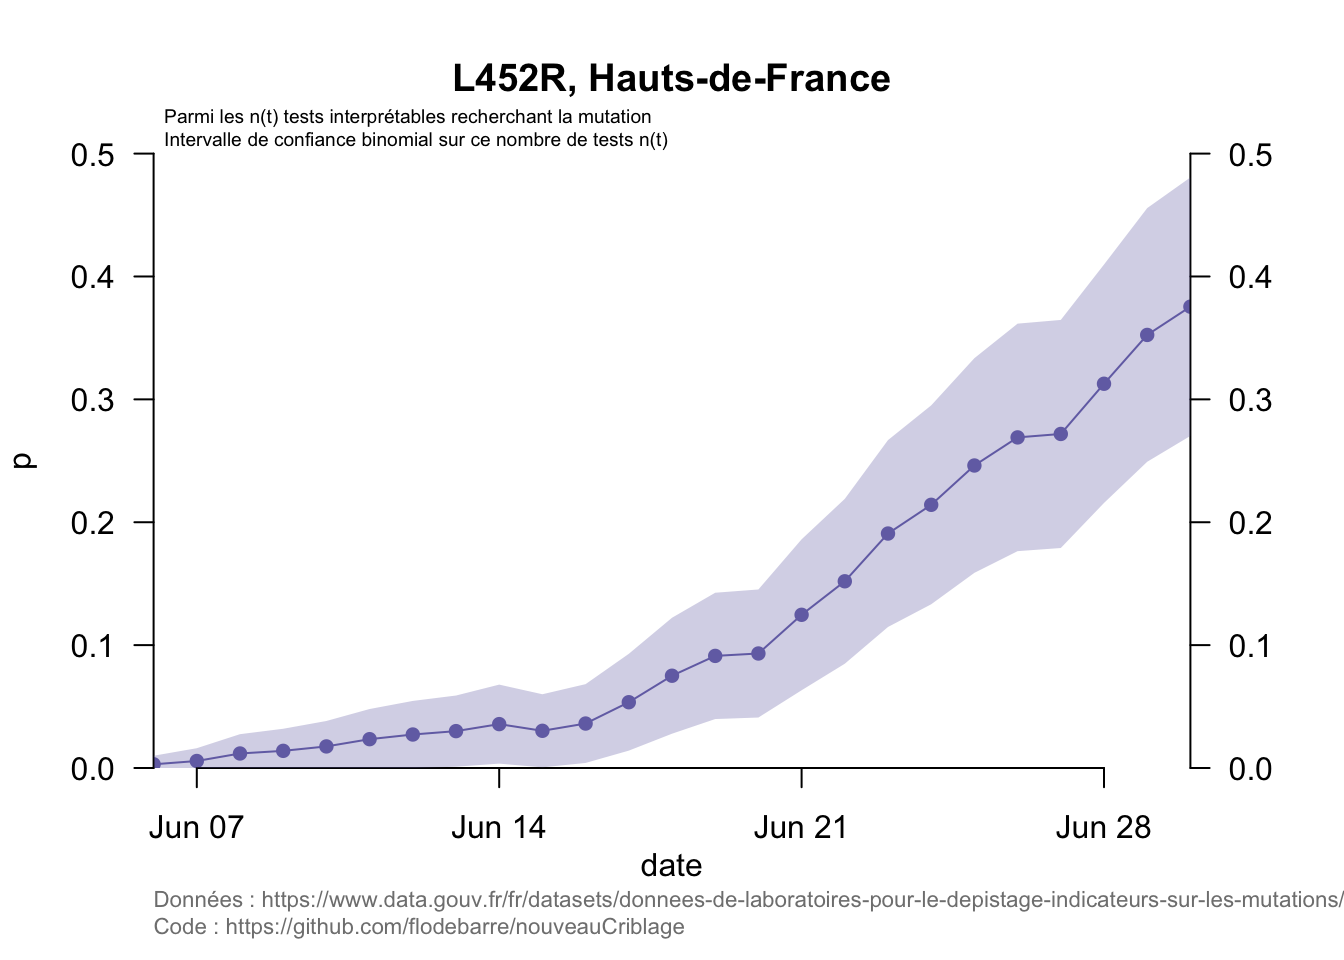 L452R, Hauts-de-France
Parmi les n(t) tests interprétables recherchant la mutation
Intervalle de confiance binomial sur ce nombre de tests n(t)
0.5
0.4
0.3
0.2
0.1
0.0
p
0.5
0.4
0.3
0.2
0.1
0.0
Jun 07 Jun 14 Jun 21 Jun 28
date
Données : https://www.data.gouv.fr/fr/datasets/donnees-de-laboratoires-pour-le-depistage-indicateurs-sur-les-mutations/
Code : https://github.com/flodebarre/nouveauCriblage